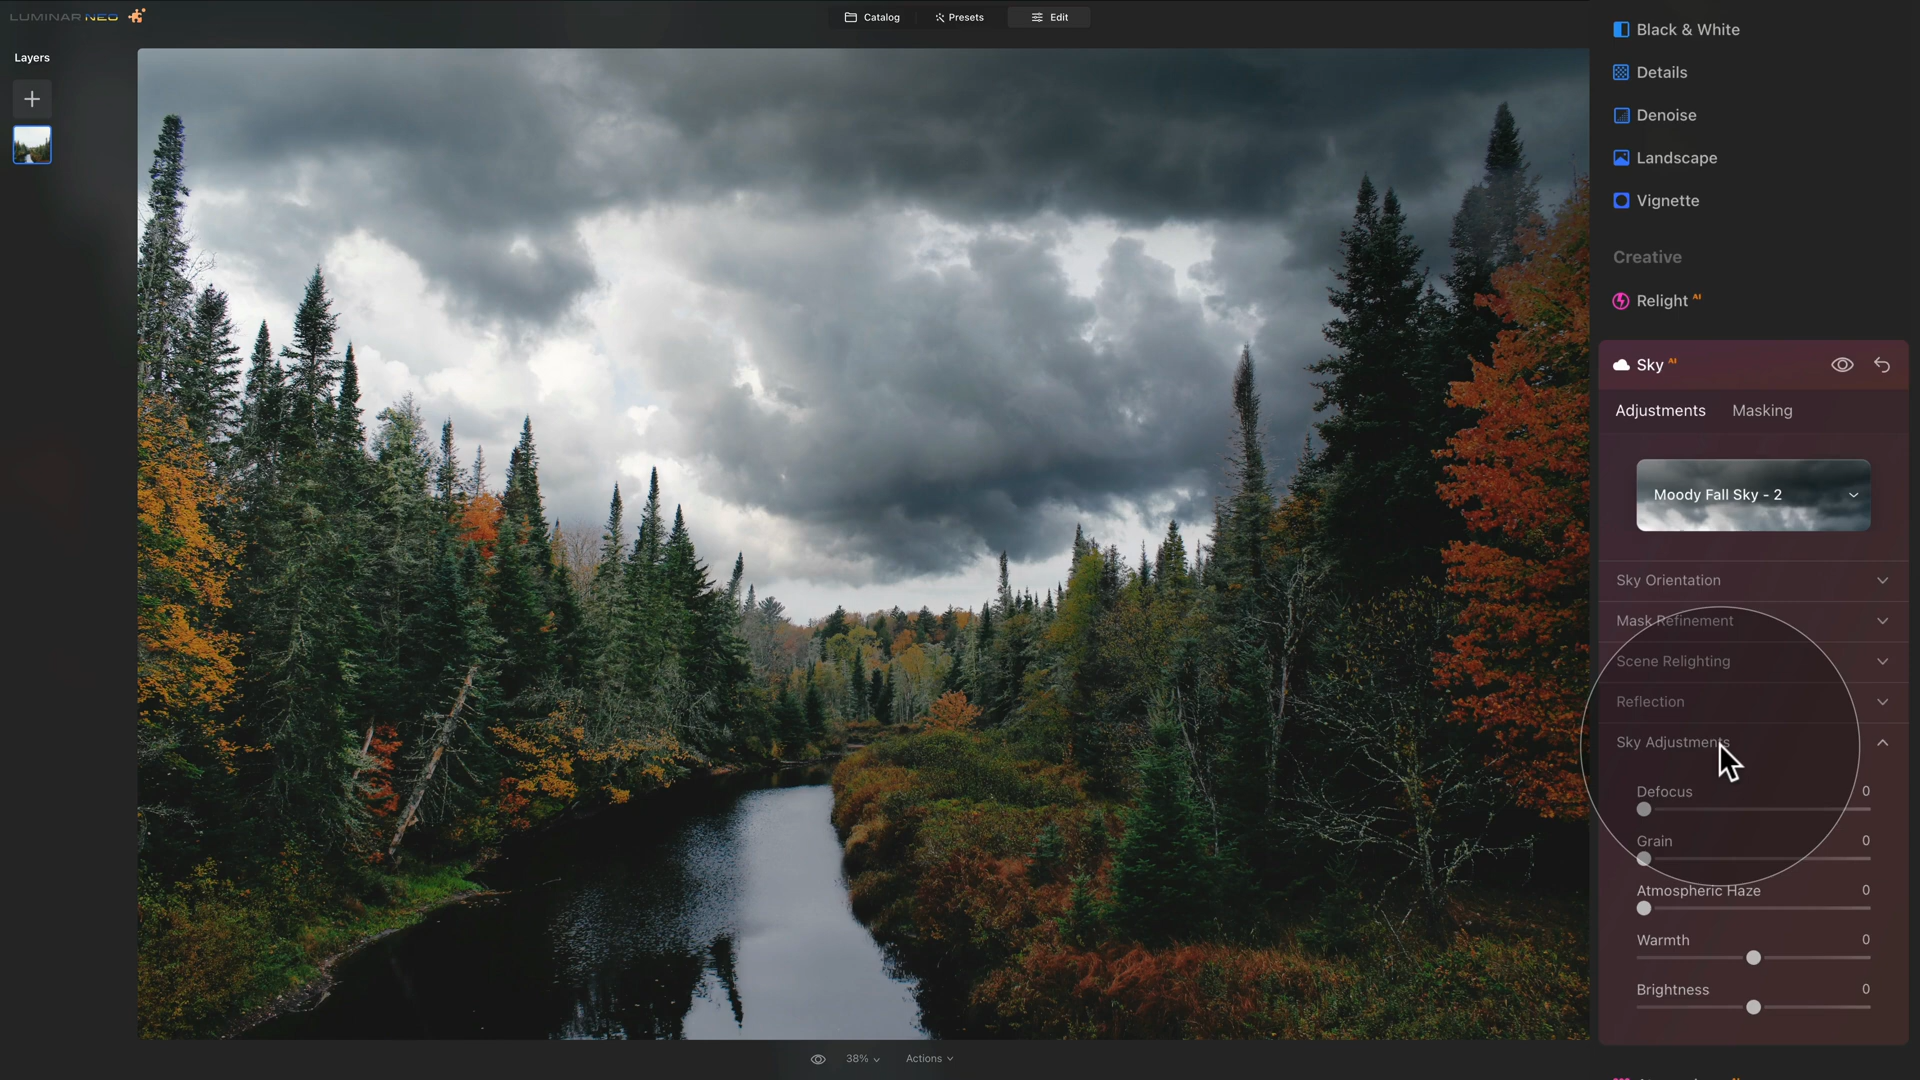 LUMINAR NEO
Catalog
Presets
Edit
Layers
Black & White
Details
Denoise
Landscape
Vignette
Creative
Relight AI
Sky AI
Adjustments
Masking
Moody Fall Sky - 2
Sky Orientation
Mask Refinement
Scene Relighting
Reflection
Sky Adjustments
Defocus 0
Grain 0
Atmospheric Haze 0
Warmth 0
Brightness 0
38%
Actions